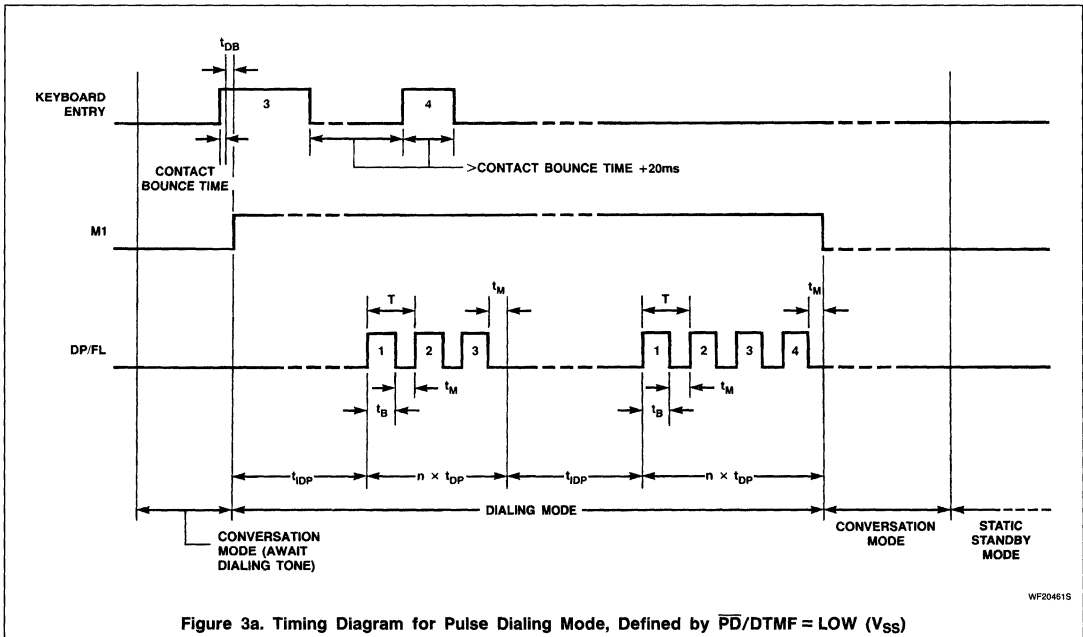 tDB
KEYBOARD
ENTRY
3
4
CONTACT
BOUNCE TIME
>CONTACT BOUNCE TIME +20ms
M1
tM
tM
T
T
DP/FL
1
2
3
1
2
3
4
tM
tM
tB
tB
tIDP
n × tDP
tIDP
n × tDP
DIALING MODE
CONVERSATION
MODE (AWAIT
DIALING TONE)
CONVERSATION
MODE
STATIC
STANDBY
MODE
WF20461S
Figure 3a. Timing Diagram for Pulse Dialing Mode, Defined by P̅D̅/DTMF = LOW (VSS)